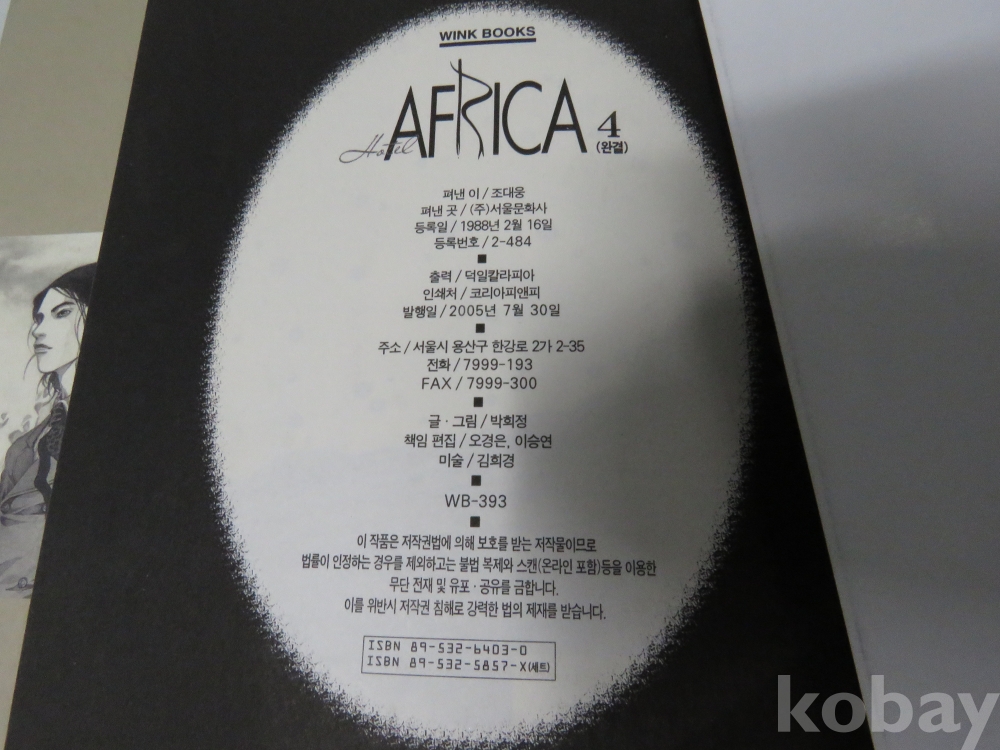 WINK BOOKS
Hotel AFRICA 4
(완결)
펴낸 이 / 조대웅
펴낸 곳 / (주)서울문화사
등록일 / 1988년 2월 16일
등록번호 / 2-484
■
출력 / 덕일칼라피아
인쇄처 / 코리아피앤피
발행일 / 2005년 7월 30일
■
주소 / 서울시 용산구 한강로 2가 2-35
전화 / 7999-193
FAX / 7999-300
■
글 · 그림 / 박희정
책임 편집 / 오경은, 이승연
미술 / 김희경
■
WB-393
■
이 작품은 저작권법에 의해 보호를 받는 저작물이므로
법률이 인정하는 경우를 제외하고는 불법 복제와 스캔(온라인 포함)등을 이용한
무단 전재 및 유포 · 공유를 금합니다.
이를 위반시 저작권 침해로 강력한 법의 제재를 받습니다.
ISBN 89-532-6403-0
ISBN 89-532-5857-X(세트)
kobay